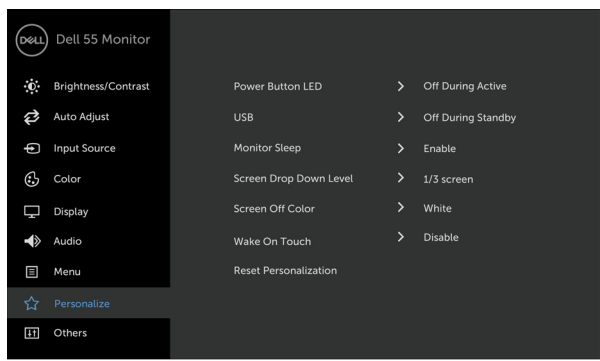 DELL Dell 55 Monitor
Brightness/Contrast
Auto Adjust
Input Source
Color
Display
Audio
Menu
Personalize
Others
Power Button LED > Off During Active
USB > Off During Standby
Monitor Sleep > Enable
Screen Drop Down Level > 1/3 screen
Screen Off Color > White
Wake On Touch > Disable
Reset Personalization